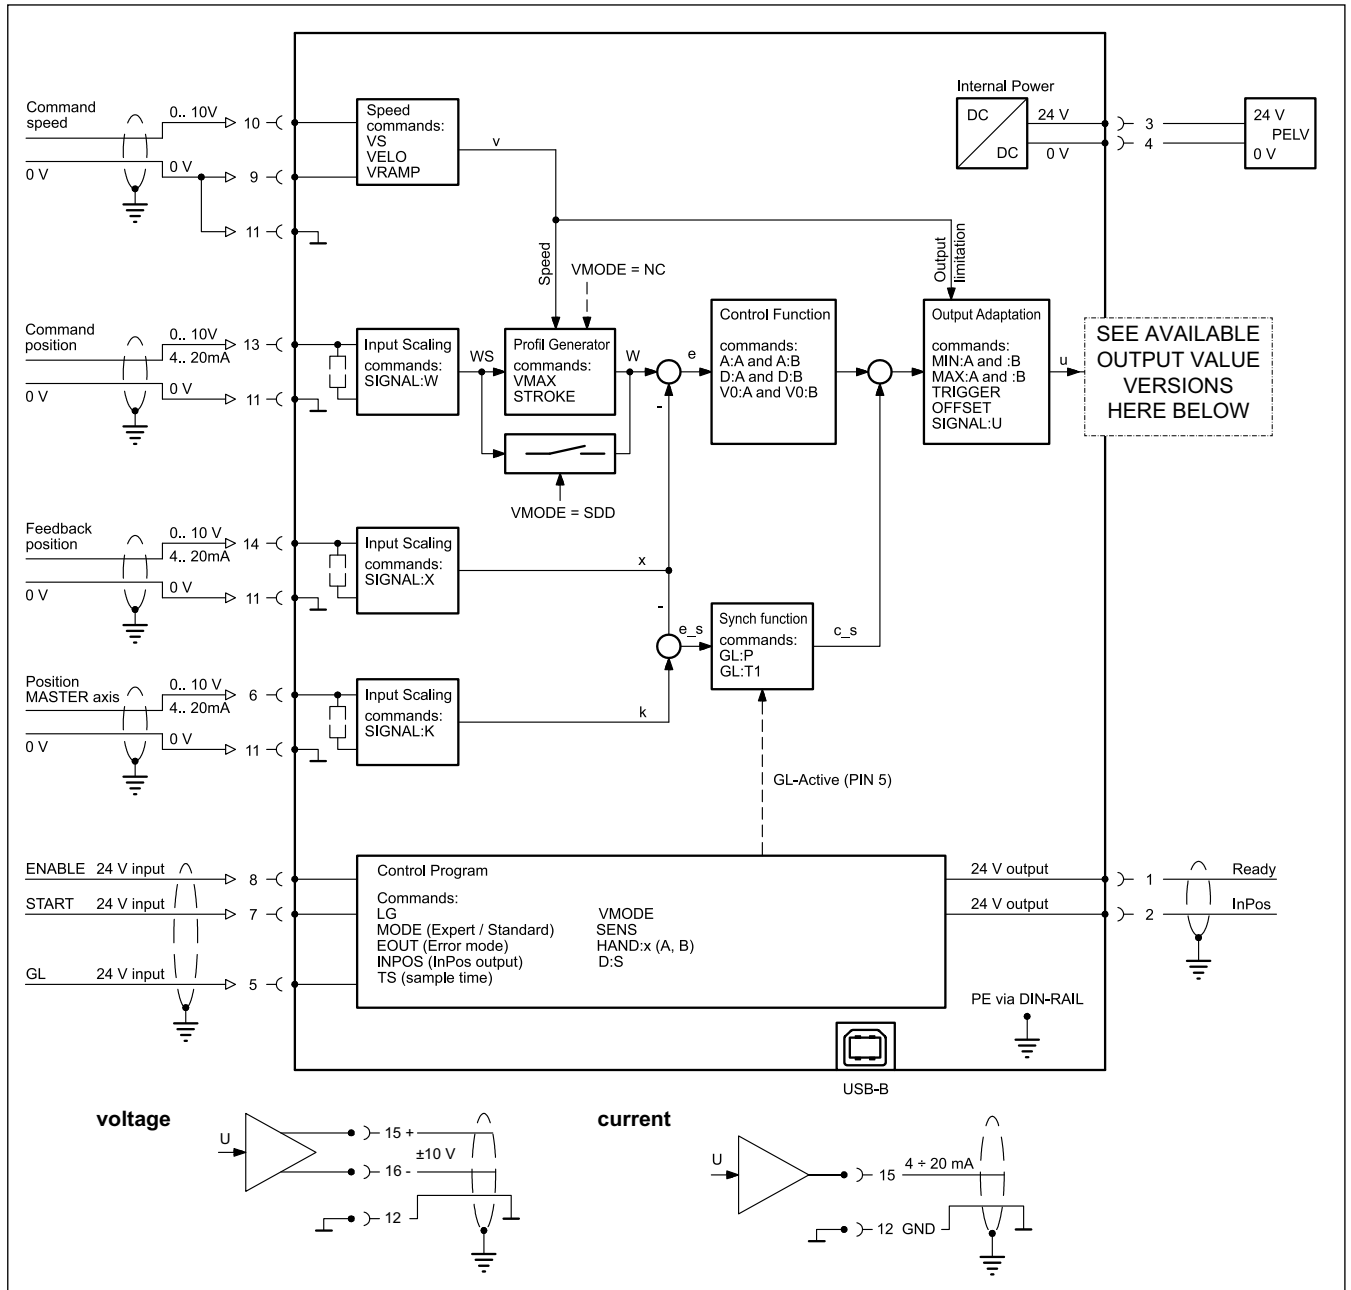 Command
speed
0.. 10V
10
0 V
0 V
9
11
Speed
commands:
VS
VELO
VRAMP
v
Internal Power
DC
DC
24 V
0 V
3
4
24 V
PELV
0 V
Speed
Output
limitation
VMODE = NC
Command
position
0.. 10V
4.. 20mA
13
0 V
0 V
11
Input Scaling
commands:
SIGNAL:W
WS
Profil Generator
commands:
VMAX
STROKE
W
-
e
Control Function
commands:
A:A and A:B
D:A and D:B
V0:A and V0:B
Output Adaptation
commands:
MIN:A and :B
MAX:A and :B
TRIGGER
OFFSET
SIGNAL:U
u
SEE AVAILABLE
OUTPUT VALUE
VERSIONS
HERE BELOW
VMODE = SDD
Feedback
position
0.. 10 V
4.. 20mA
14
0 V
0 V
11
Input Scaling
commands:
SIGNAL:X
x
-
e_s
Synch function
commands:
GL:P
GL:T1
c_s
Position
MASTER axis
0.. 10 V
4.. 20mA
6
0 V
0 V
11
Input Scaling
commands:
SIGNAL:K
k
GL-Active (PIN 5)
ENABLE 24 V input 8
START 24 V input 7
GL 24 V input 5
Control Program
Commands:
LG VMODE
MODE (Expert / Standard) SENS
EOUT (Error mode) HAND:x (A, B)
INPOS (InPos output) D:S
TS (sample time)
24 V output 1 Ready
24 V output 2 InPos
PE via DIN-RAIL
USB-B
voltage
U
15 +
±10 V
16 -
12
current
U
15 4 ÷ 20 mA
12 GND